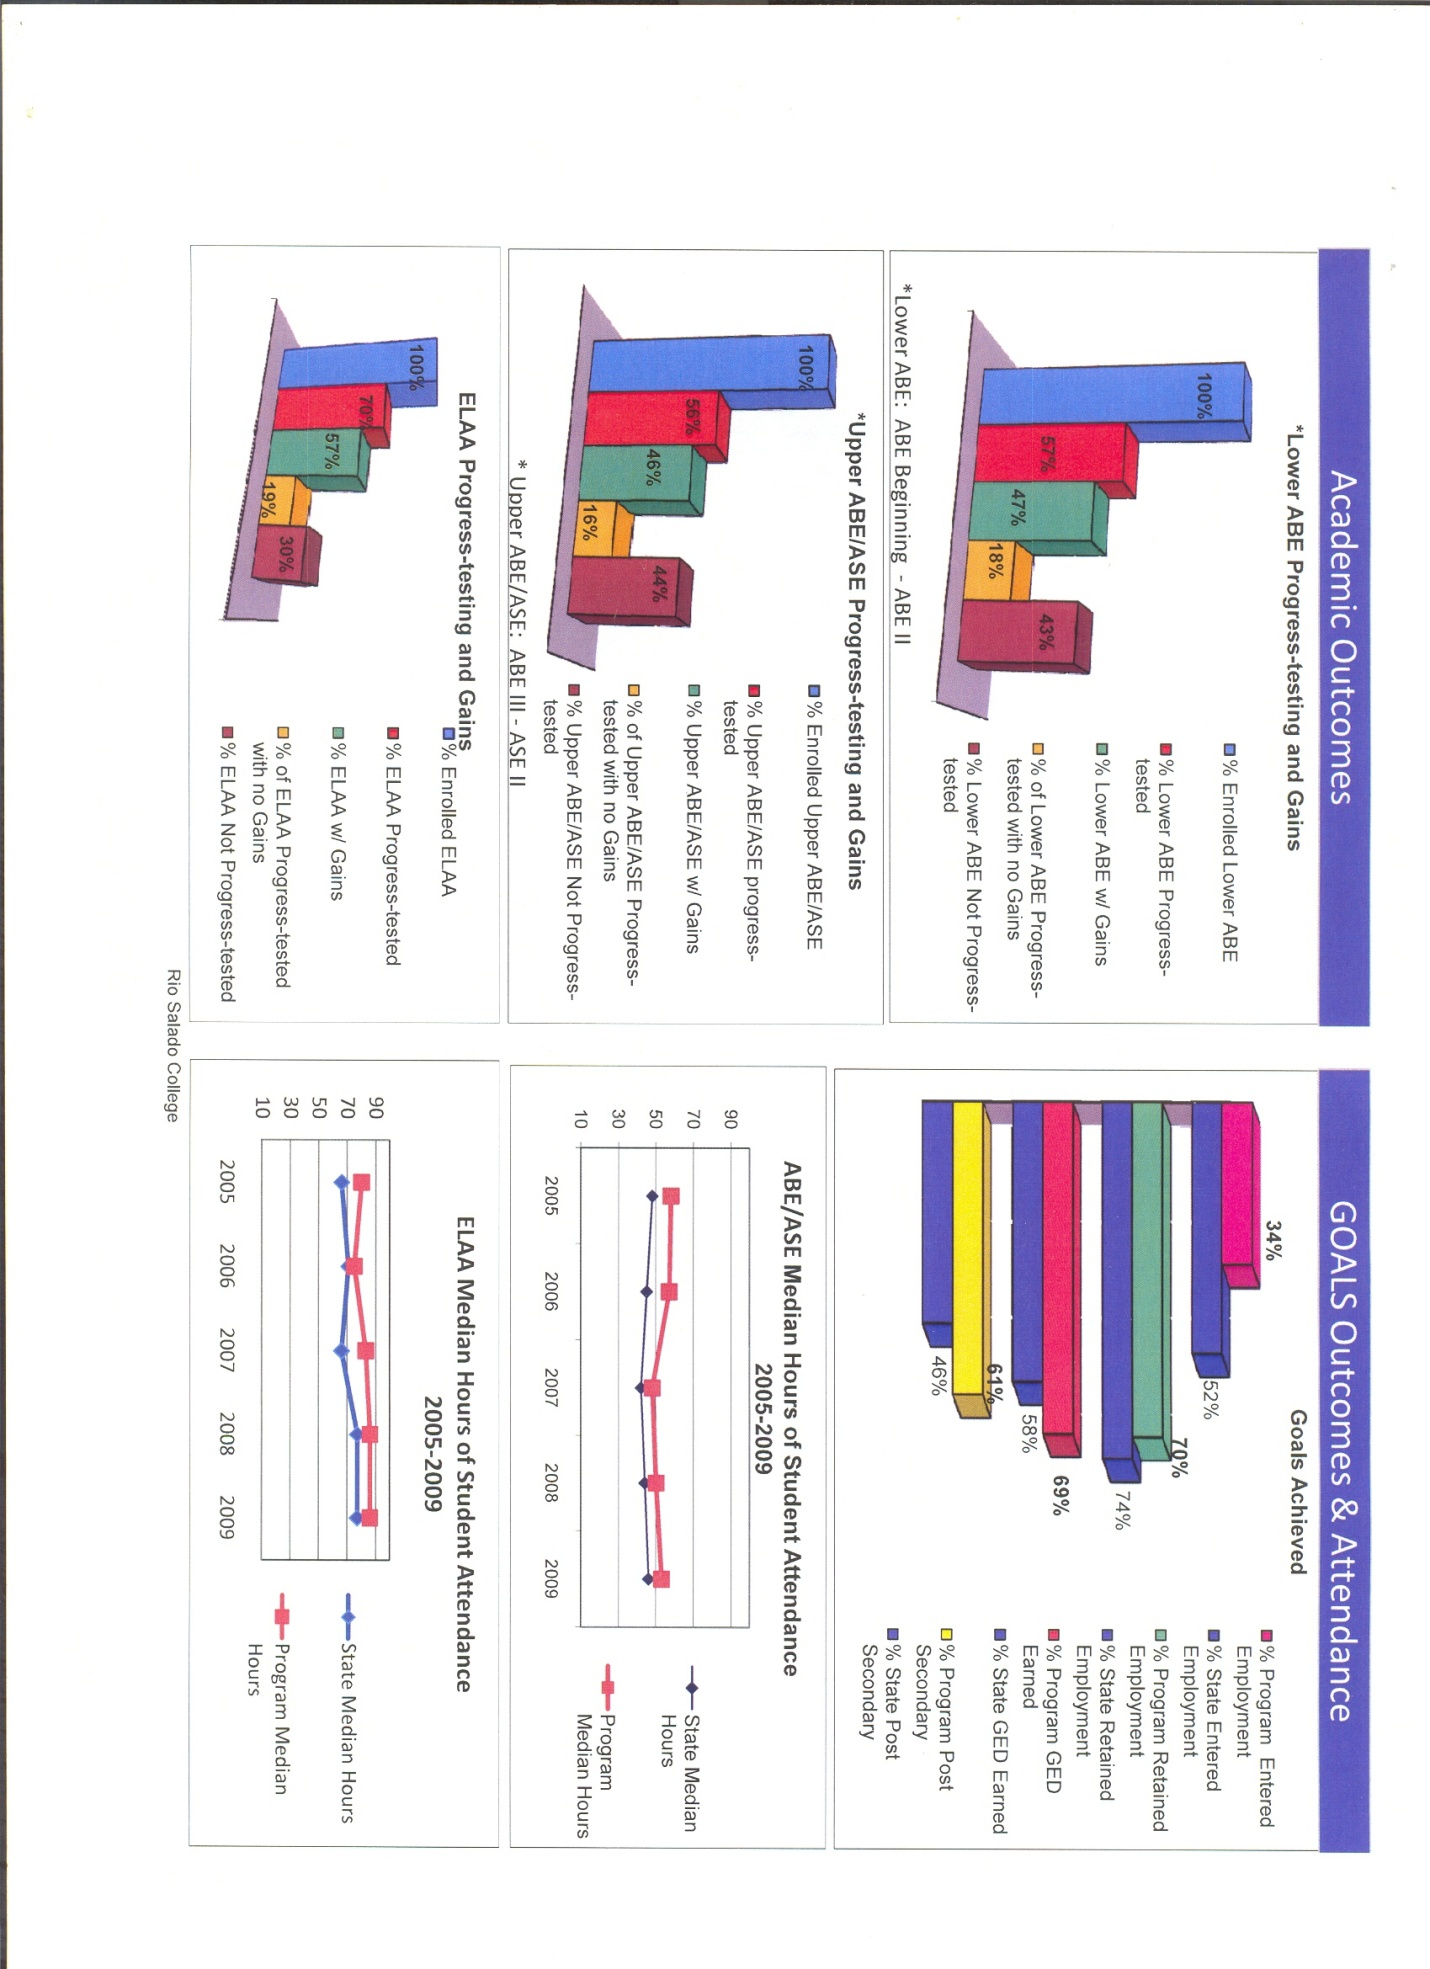 Academic Outcomes
*Lower ABE Progress-testing and Gains
100%
57%
47%
18%
43%
% Enrolled Lower ABE
% Lower ABE Progress-
tested
% Lower ABE w/ Gains
% of Lower ABE Progress-
tested with no Gains
% Lower ABE Not Progress-
tested
*Lower ABE: ABE Beginning - ABE II
*Upper ABE/ASE Progress-testing and Gains
100%
56%
46%
16%
44%
% Enrolled Upper ABE/ASE
% Upper ABE/ASE progress-
tested
% Upper ABE/ASE w/ Gains
% of Upper ABE/ASE Progress-
tested with no Gains
% Upper ABE/ASE Not Progress-
tested
* Upper ABE/ASE: ABE III - ASE II
ELAA Progress-testing and Gains
100%
70%
57%
19%
30%
% Enrolled ELAA
% ELAA Progress-tested
% ELAA w/ Gains
% of ELAA Progress-tested
with no Gains
% ELAA Not Progress-tested
GOALS Outcomes & Attendance
Goals Achieved
34%
52%
70%
74%
69%
58%
61%
46%
% Program Entered
Employment
% State Entered
Employment
% Program Retained
Employment
% State Retained
Employment
% Program GED
Earned
% State GED Earned
% Program Post
Secondary
% State Post
Secondary
ABE/ASE Median Hours of Student Attendance
2005-2009
90
70
50
30
10
2005 2006 2007 2008 2009
State Median
Hours
Program
Median Hours
ELAA Median Hours of Student Attendance
2005-2009
90
70
50
30
10
2005 2006 2007 2008 2009
State Median Hours
Program Median
Hours
Rio Salado College